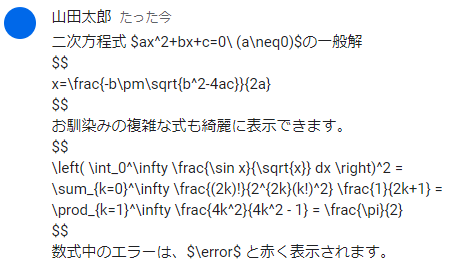 山田太郎 たった今
二次方程式 $ax^2+bx+c=0\ (a\neq0)$の一般解
$$
x=\frac{-b\pm\sqrt{b^2-4ac}}{2a}
$$
お馴染みの複雑な式も綺麗に表示できます。
$$
\left( \int_0^\infty \frac{\sin x}{\sqrt{x}} dx \right)^2 =
\sum_{k=0}^\infty \frac{(2k)!}{2^{2k}(k!)^2} \frac{1}{2k+1} =
\prod_{k=1}^\infty \frac{4k^2}{4k^2 - 1} = \frac{\pi}{2}
$$
数式中のエラーは、$\error$ と赤く表示されます。